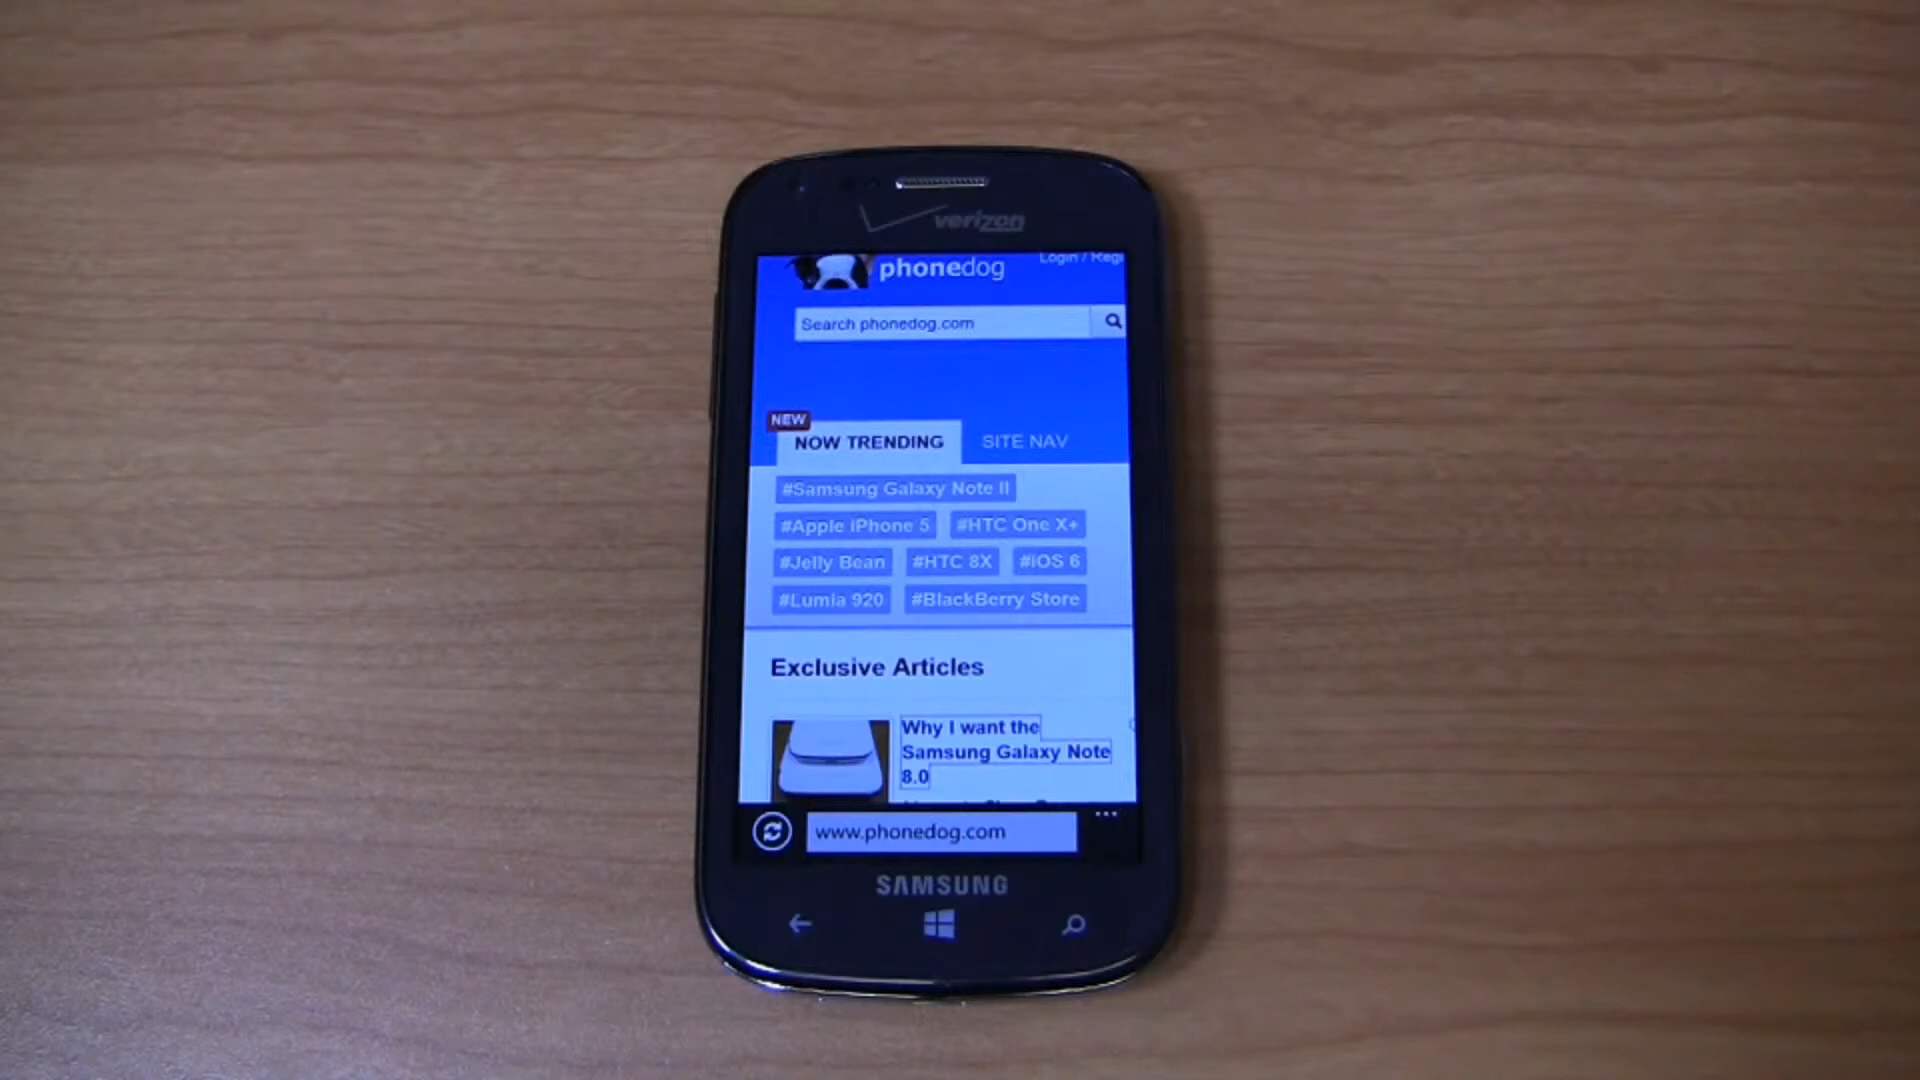 verizon
phonedog
Login / Regi
Search phonedog.com
NEW
NOW TRENDING
SITE NAV
#Samsung Galaxy Note II
#Apple iPhone 5
#HTC One X+
#Jelly Bean
#HTC 8X
#iOS 6
#Lumia 920
#BlackBerry Store
Exclusive Articles
Why I want the
Samsung Galaxy Note
8.0
www.phonedog.com
SAMSUNG